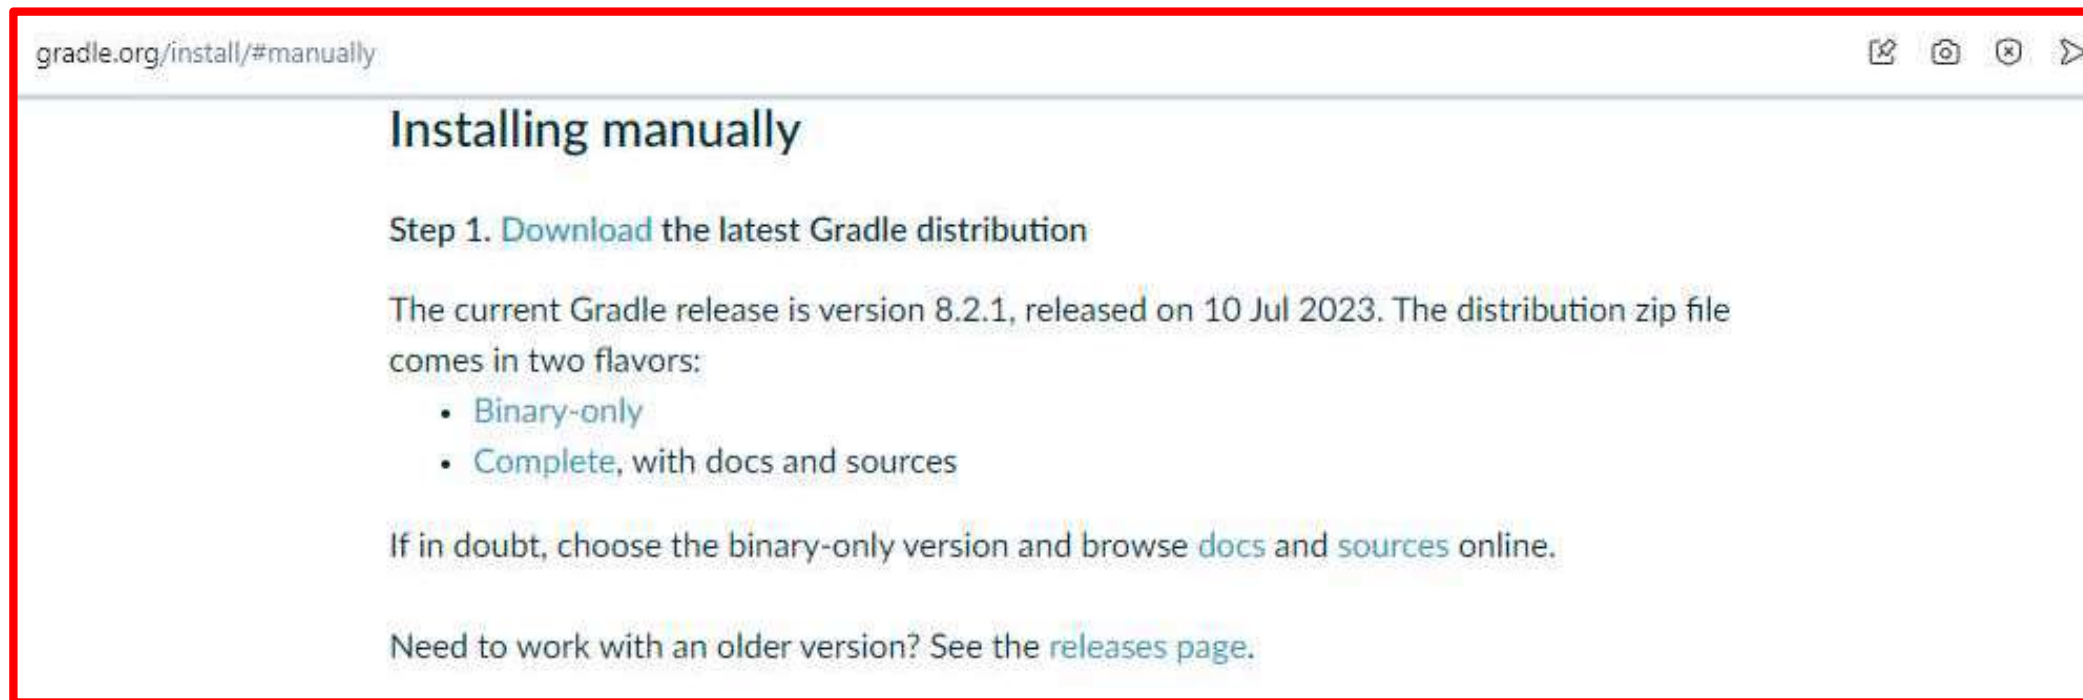 gradle.org/install/#manually
Installing manually
Step 1. Download the latest Gradle distribution
The current Gradle release is version 8.2.1, released on 10 Jul 2023. The distribution zip file
comes in two flavors:
• Binary-only
• Complete, with docs and sources
If in doubt, choose the binary-only version and browse docs and sources online.
Need to work with an older version? See the releases page.